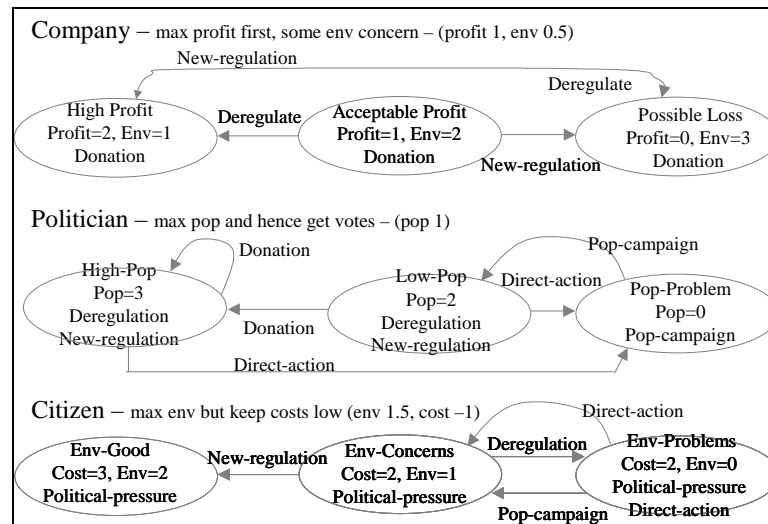 Company – max profit first, some env concern – (profit 1, env 0.5)
New-regulation
Deregulate
High Profit
Profit=2, Env=1
Donation
Deregulate
Acceptable Profit
Profit=1, Env=2
Donation
New-regulation
Possible Loss
Profit=0, Env=3
Donation
Politician – max pop and hence get votes – (pop 1)
Donation
Pop-campaign
High-Pop
Pop=3
Deregulation
New-regulation
Donation
Low-Pop
Pop=2
Deregulation
New-regulation
Direct-action
Pop-Problem
Pop=0
Pop-campaign
Direct-action
Citizen – max env but keep costs low (env 1.5, cost –1)
Direct-action
Env-Good
Cost=3, Env=2
Political-pressure
New-regulation
Env-Concerns
Cost=2, Env=1
Political-pressure
Deregulation
Pop-campaign
Env-Problems
Cost=2, Env=0
Political-pressure
Direct-action